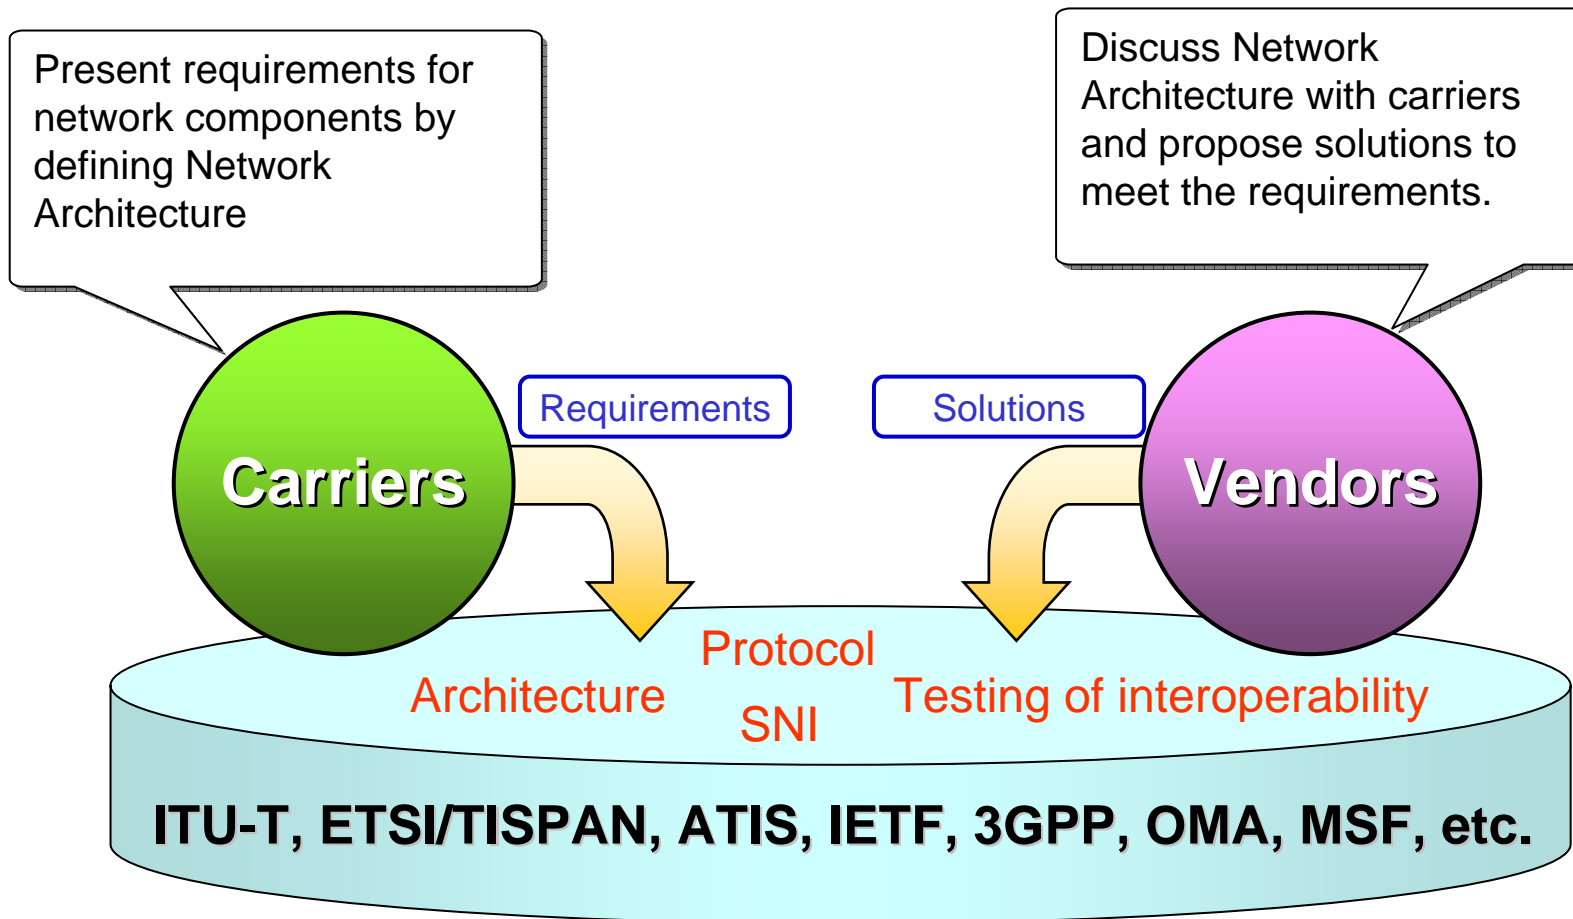 Present requirements for
network components by
defining Network
Architecture
Discuss Network
Architecture with carriers
and propose solutions to
meet the requirements.
Requirements
Solutions
Carriers
Vendors
Protocol
Architecture
Testing of interoperability
SNI
ITU-T, ETSI/TISPAN, ATIS, IETF, 3GPP, OMA, MSF, etc.